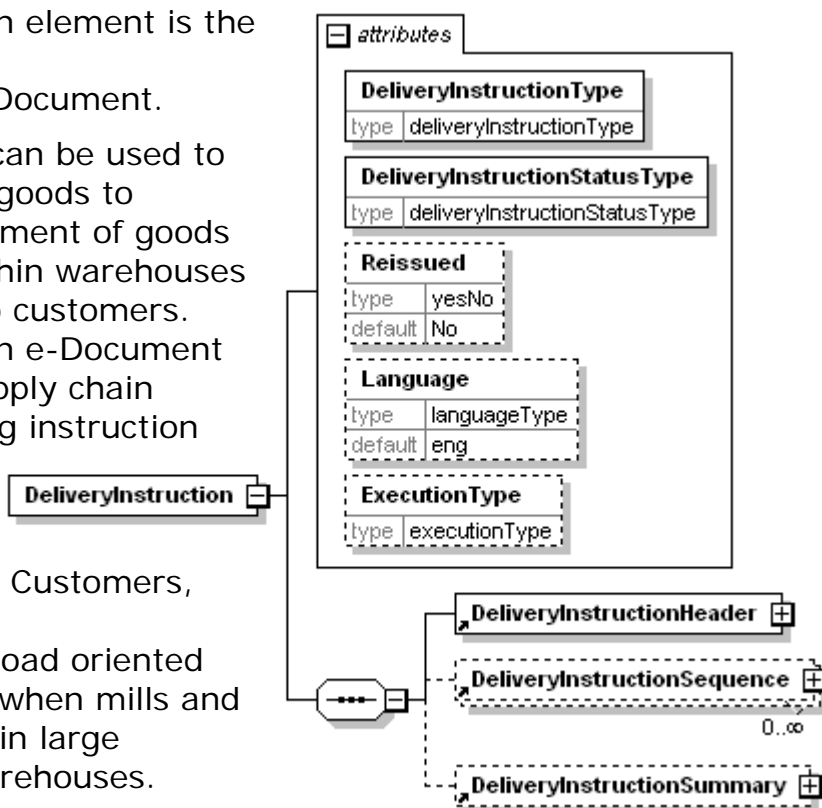 n element is the
Document.
can be used to
goods to
ment of goods
hin warehouses
customers.
n e-Document
pply chain
g instruction
Customers,
oad oriented
when mills and
in large
rehouses.
attributes
DeliveryInstructionType
type deliveryInstructionType
DeliveryInstructionStatusType
type deliveryInstructionStatusType
Reissued
type yesNo
default No
Language
type languageType
default eng
ExecutionType
type executionType
DeliveryInstruction
DeliveryInstructionHeader
DeliveryInstructionSequence
0..∞
DeliveryInstructionSummary